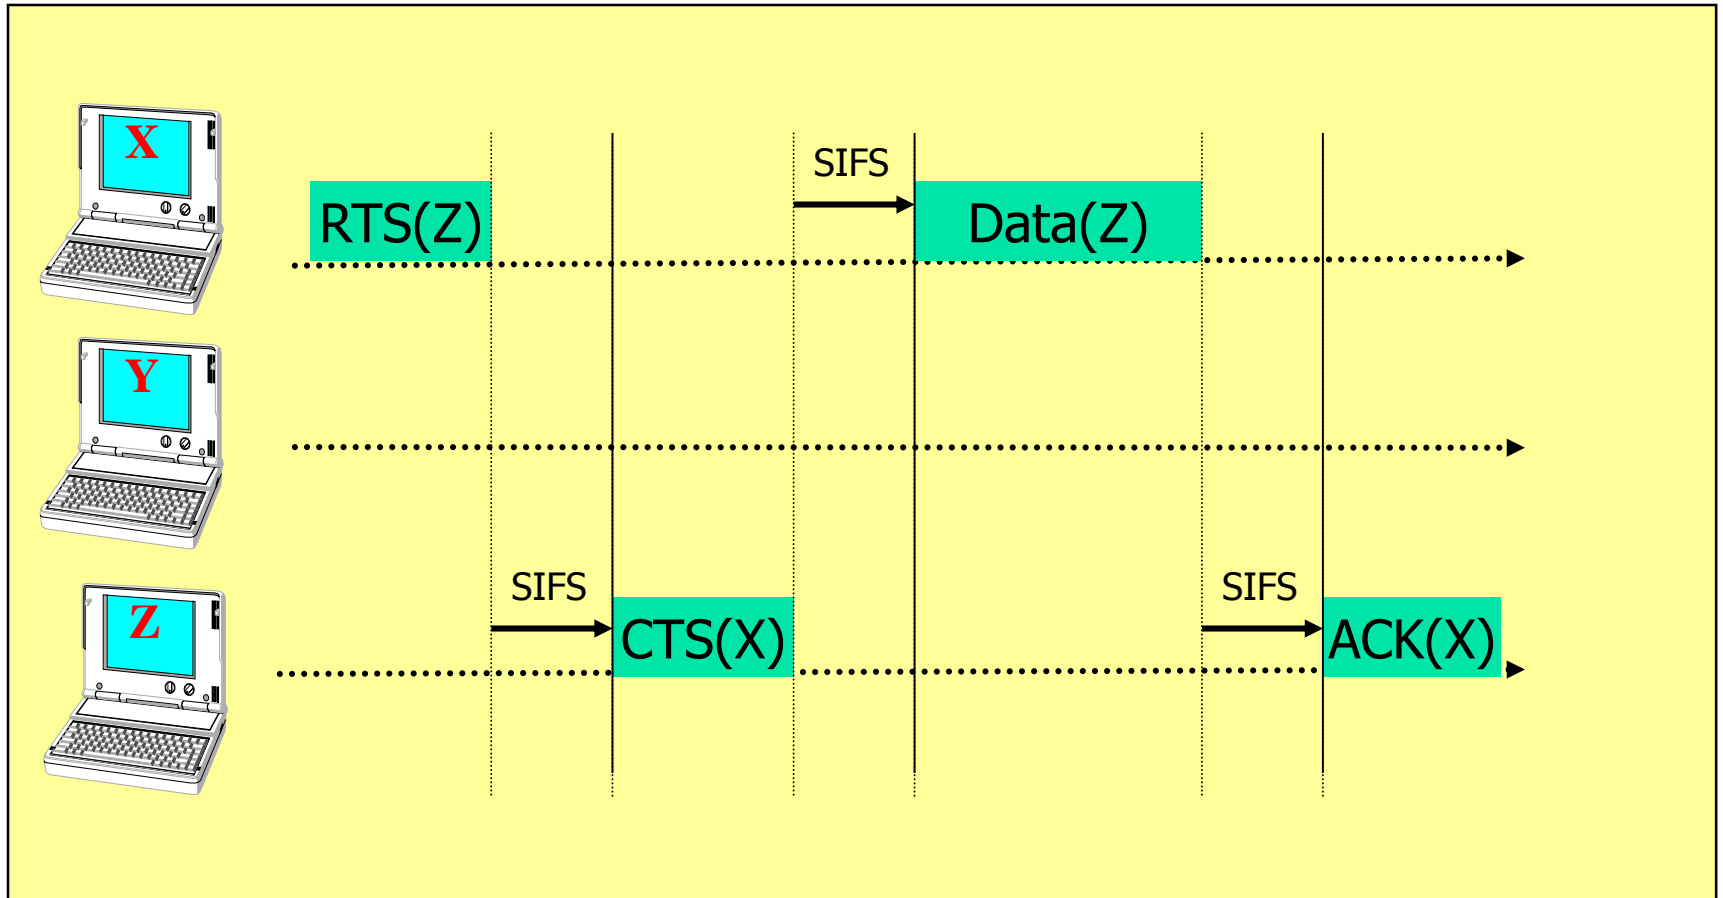 X
SIFS
RTS(Z)
Data(Z)
Y
Z
SIFS
SIFS
CTS(X)
ACK(X)